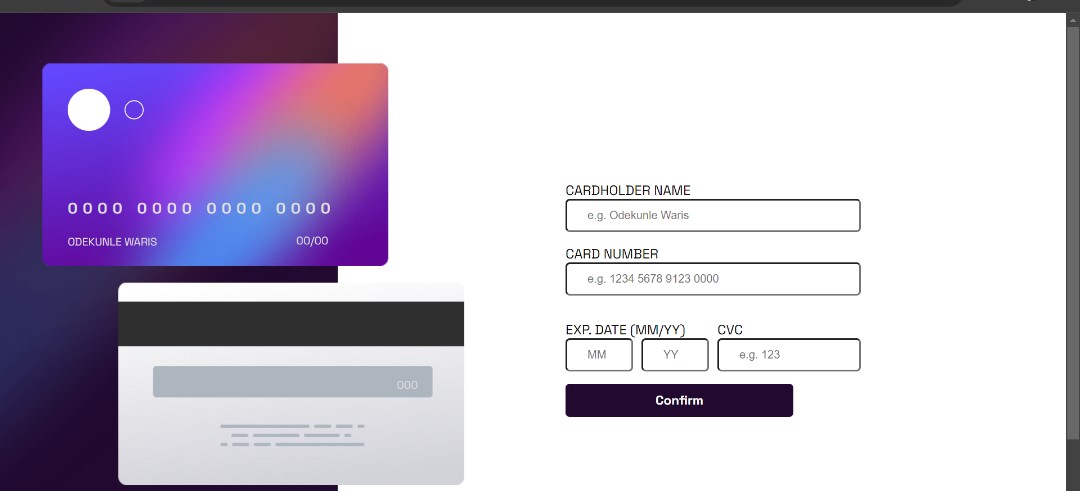 0000 0000 0000 0000
ODEKUNLE WARIS 00/00
000
CARDHOLDER NAME
e.g. Odekunle Waris
CARD NUMBER
e.g. 1234 5678 9123 0000
EXP. DATE (MM/YY) CVC
MM YY e.g. 123
Confirm